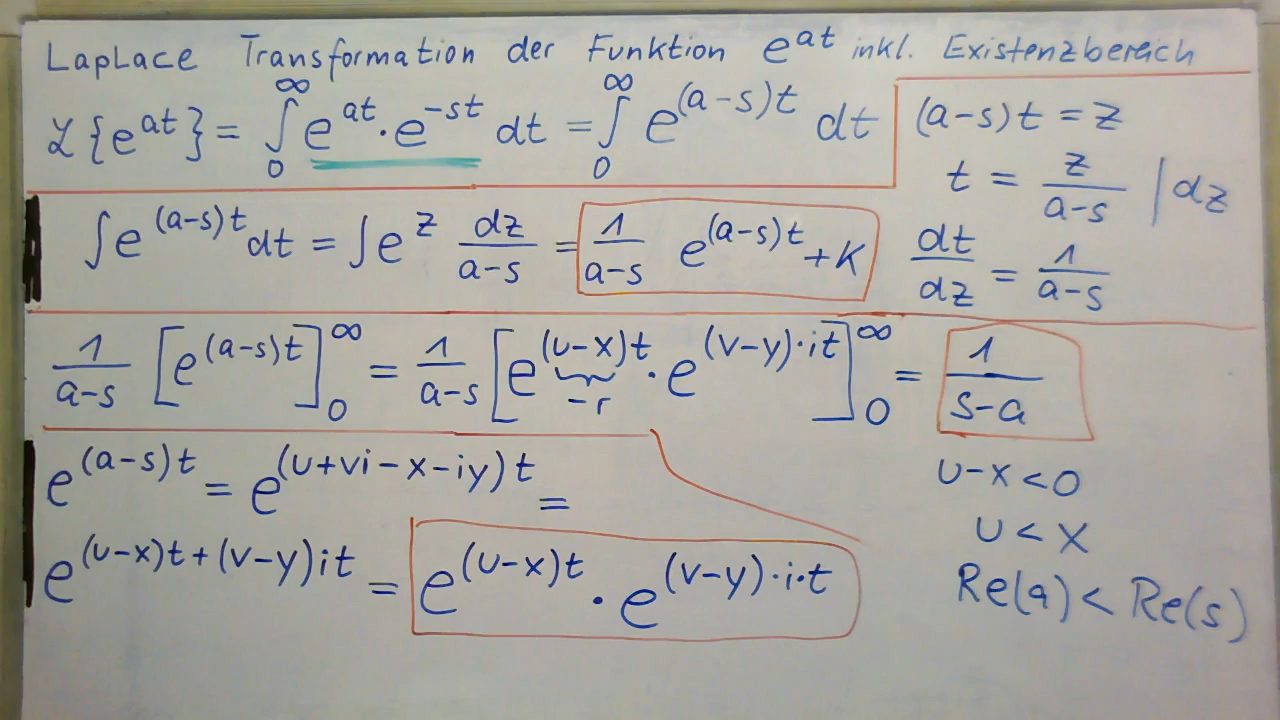 Laplace Transformation der Funktion e^{at} inkl. Existenzbereich
ℒ{e^{at}} = ∫_0^∞ e^{at} · e^{-st} dt = ∫_0^∞ e^{(a-s)t} dt
(a-s)t = z
t = z/(a-s) | dz
dt/dz = 1/(a-s)
∫e^{(a-s)t} dt = ∫e^z dz/(a-s) = 1/(a-s) e^{(a-s)t} + K
1/(a-s) [e^{(a-s)t}]_0^∞ = 1/(a-s) [e^{(u-x)t} · e^{(v-y)·it}]_0^∞ = 1/(s-a)
-r
e^{(a-s)t} = e^{(u+vi-x-iy)t} =
e^{(u-x)t+(v-y)it} = e^{(u-x)t} · e^{(v-y)·i·t}
u-x<0
u<x
Re(a) < Re(s)